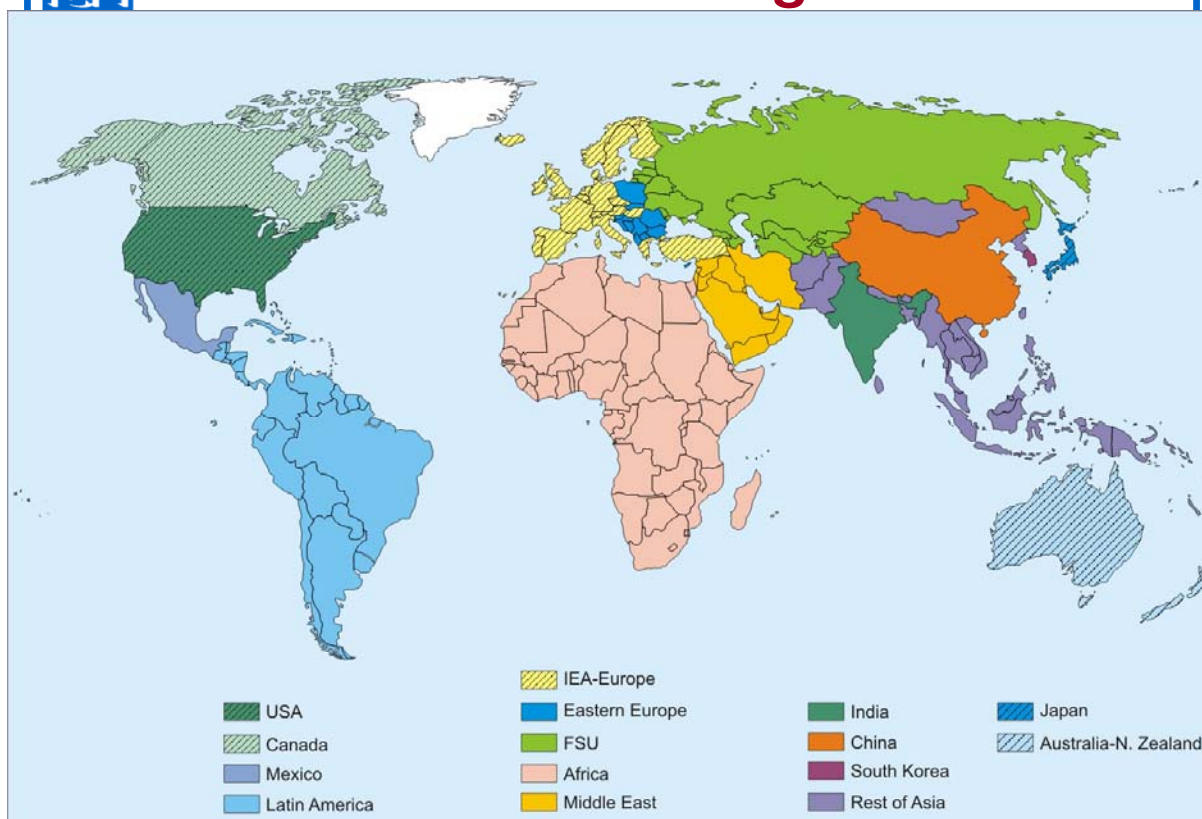 IEA-Europe
USA
Eastern Europe
India
Japan
Canada
FSU
China
Australia-N. Zealand
Mexico
Africa
South Korea
Latin America
Middle East
Rest of Asia